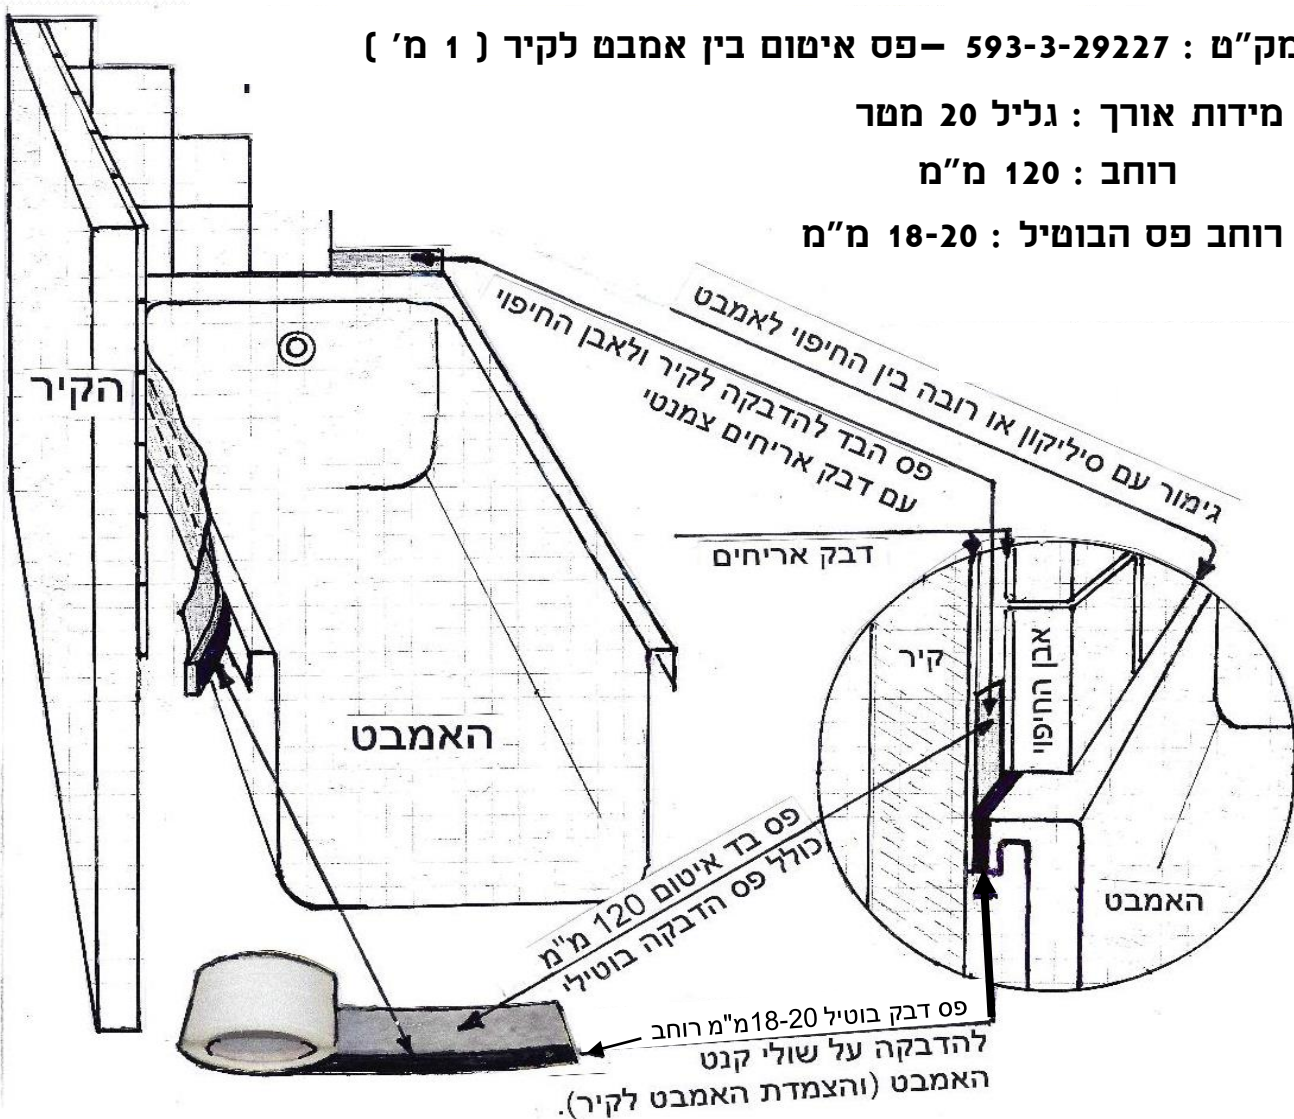 מק"ט : 593-3-29227 – פס איטום בין אמבט לקיר ( 1 מ' )
מידות אורך : גליל 20 מטר
רוחב : 120 מ"מ
רוחב פס הבוטיל : 18-20 מ"מ
גימור עם סיליקון או רובה בין החיפוי לאמבט
פס הבד להדבקה לקיר ולאבן החיפוי
עם דבק אריחים צמנטי
הקיר
דבק אריחים
קיר
אבן החיפוי
האמבט
האמבט
פס בד איטום 120 מ"מ
כולל פס הדבקה בוטילי
פס דבק בוטיל 18-20מ"מ רוחב
להדבקה על שולי קנט
האמבט (והצמדת האמבט לקיר).